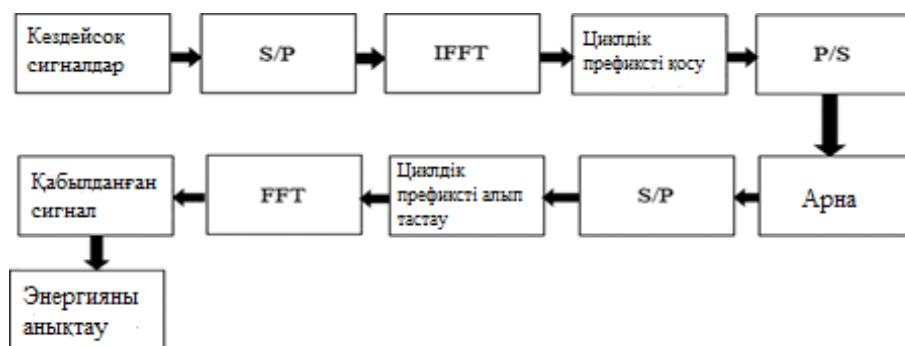 Кездейсоқ
сигналдар
S/P
IFFT
Циклдік
префиксті қосу
P/S
Қабылданған
сигнал
FFT
Циклдік
префиксті алып
тастау
S/P
Арна
Энергияны
анықтау